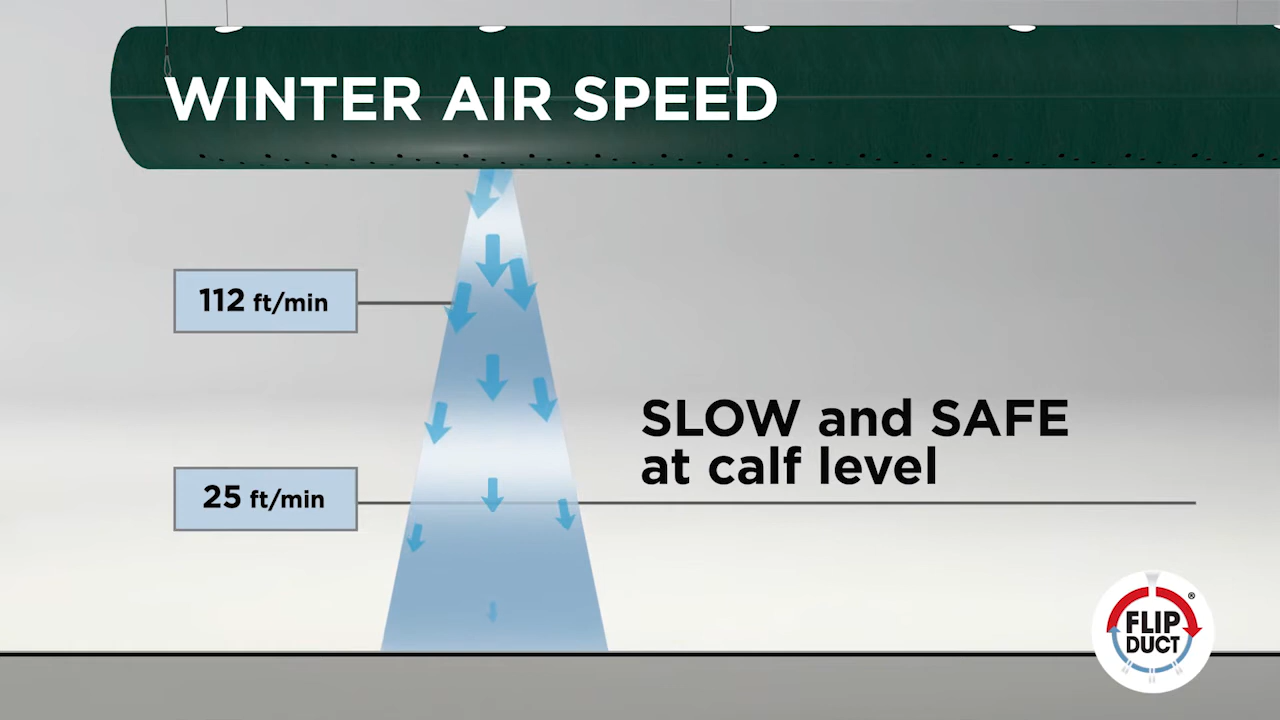 WINTER AIR SPEED
112 ft/min
SLOW and SAFE
at calf level
25 ft/min
FLIP
DUCT
®